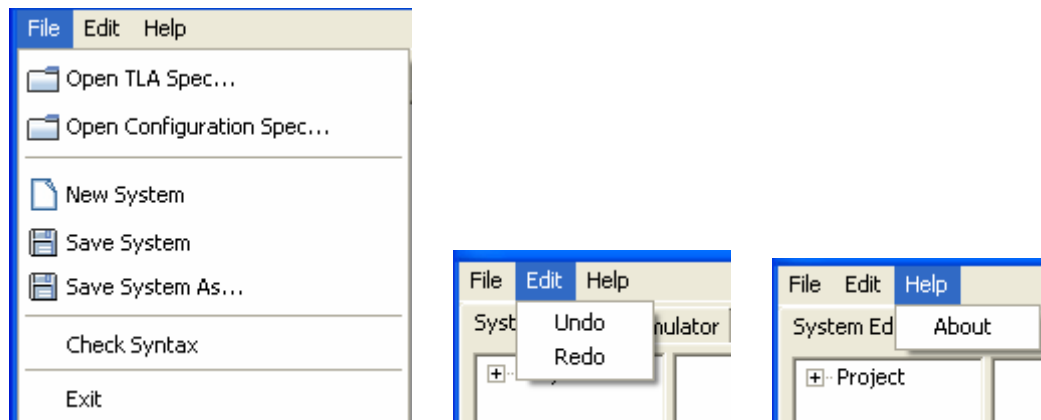 File Edit Help
Open TLA Spec...
Open Configuration Spec...
New System
Save System
Save System As...
Check Syntax
Exit
File Edit Help
Syst
mulator
Undo
Redo
File Edit Help
System Ed
About
Project